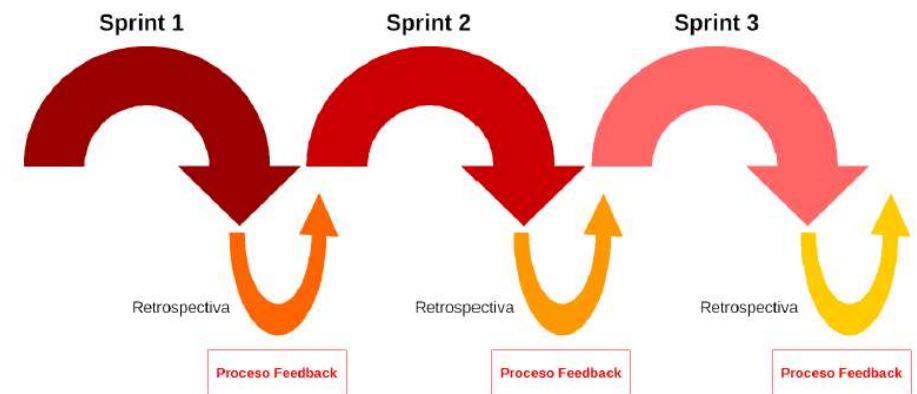 Sprint 1
Sprint 2
Sprint 3
Retrospectiva
Retrospectiva
Retrospectiva
Proceso Feedback
Proceso Feedback
Proceso Feedback